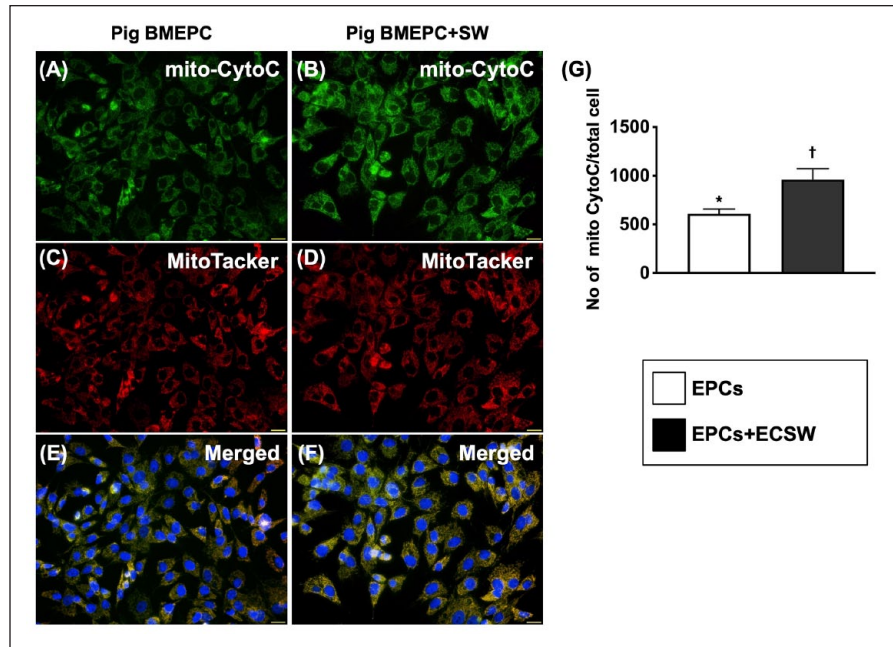 Pig BMEPC
Pig BMEPC+SW
(A)
mito-CytoC
(B)
mito-CytoC
(G)
(C)
MitoTacker
(D)
MitoTacker
(E)
Merged
(F)
Merged
No of mito CytoC/total cell
1500
1000
500
0
*
†
EPCs
EPCs+ECSW